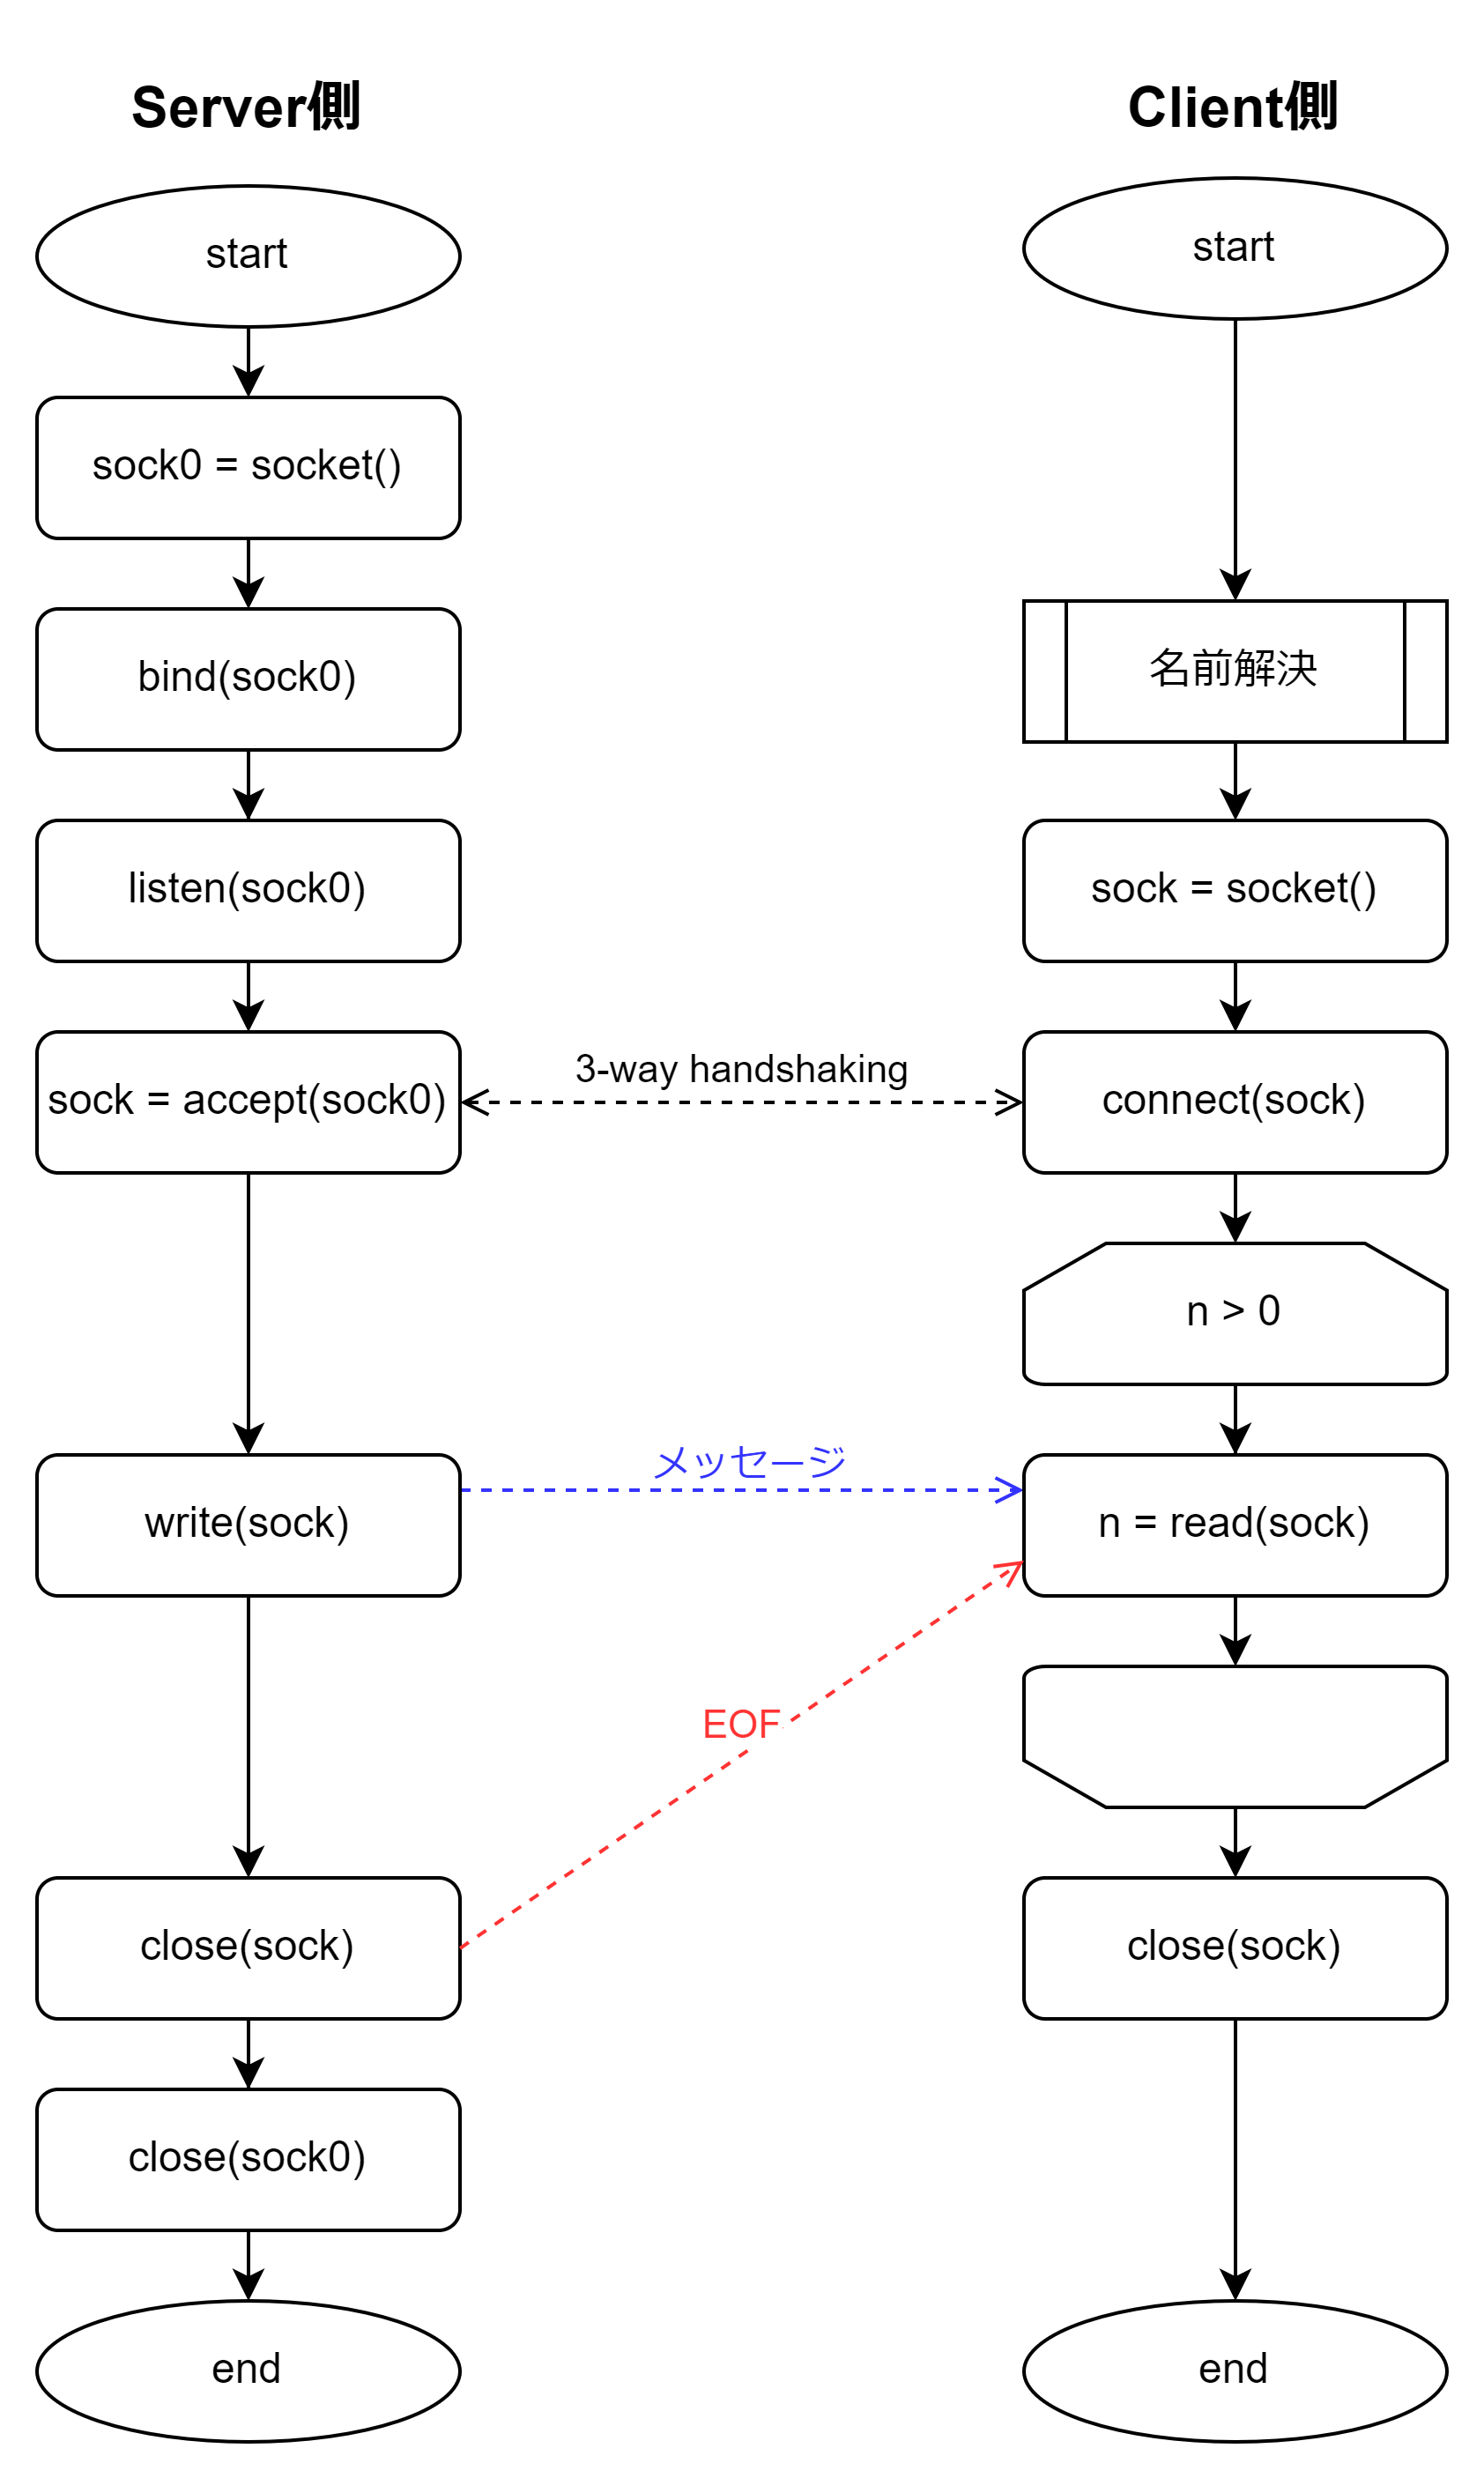 Server側
start
sock0 = socket()
bind(sock0)
listen(sock0)
sock = accept(sock0)
write(sock)
close(sock)
close(sock0)
end
3-way handshaking
メッセージ
EOF
Client側
start
名前解決
sock = socket()
connect(sock)
n > 0
n = read(sock)
close(sock)
end